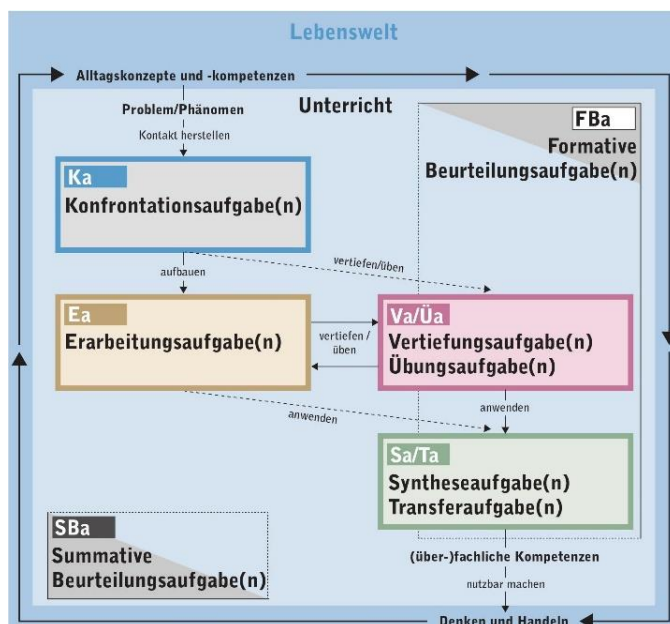 Lebenswelt
Alltagskonzepte und -kompetenzen
Problem/Phänomen
Unterricht
Kontakt herstellen
FBa
Formative
Beurteilungsaufgabe(n)
Ka
Konfrontationsaufgabe(n)
aufbauen
vertiefen/üben
Ea
Erarbeitungsaufgabe(n)
vertiefen /
üben
Va/Üa
Vertiefungsaufgabe(n)
Übungsaufgabe(n)
anwenden
anwenden
Sa/Ta
Syntheseaufgabe(n)
Transferaufgabe(n)
SBa
Summative
Beurteilungsaufgabe(n)
(über-)fachliche Kompetenzen
nutzbar machen
Denken und Handeln